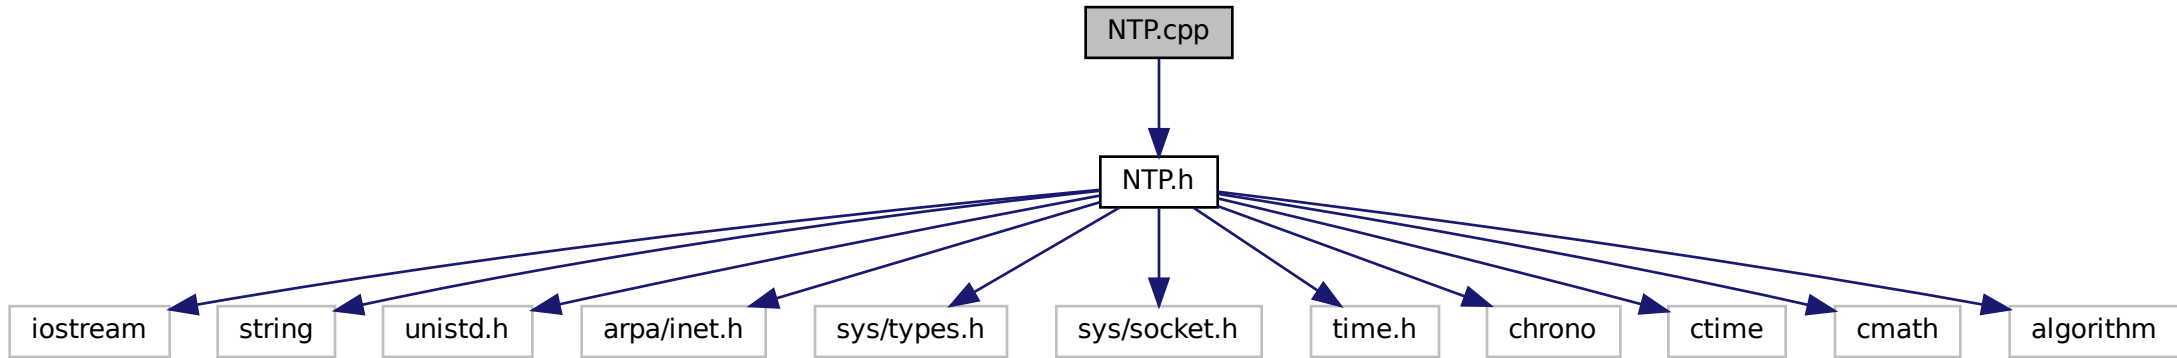 NTP.cpp
NTP.h
iostream
string
unistd.h
arpa/inet.h
sys/types.h
sys/socket.h
time.h
chrono
ctime
cmath
algorithm